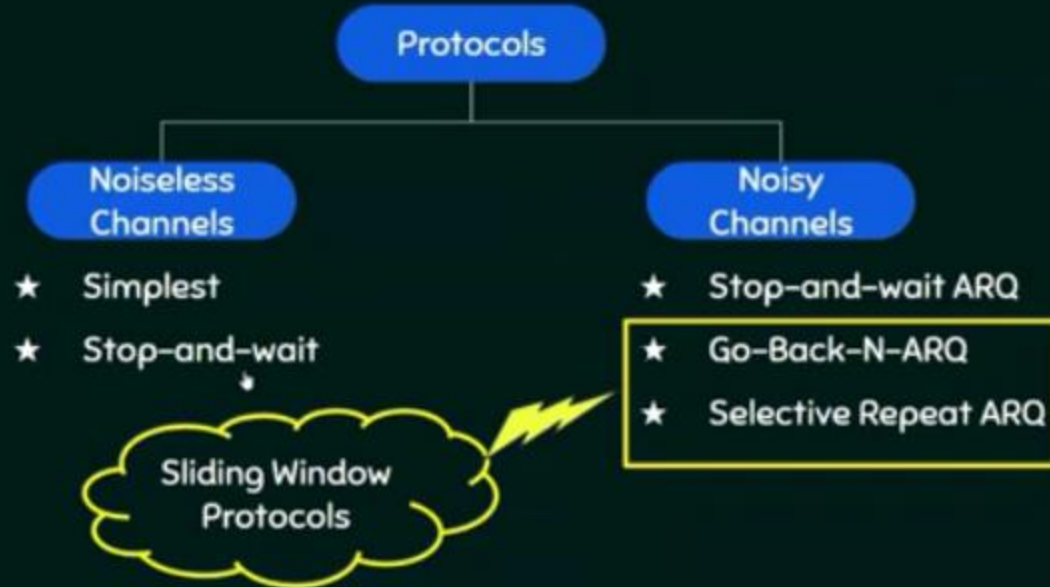 Protocols
Noiseless
Channels
★ Simplest
★ Stop-and-wait
Noisy
Channels
★ Stop-and-wait ARQ
★ Go-Back-N-ARQ
★ Selective Repeat ARQ
Sliding Window
Protocols